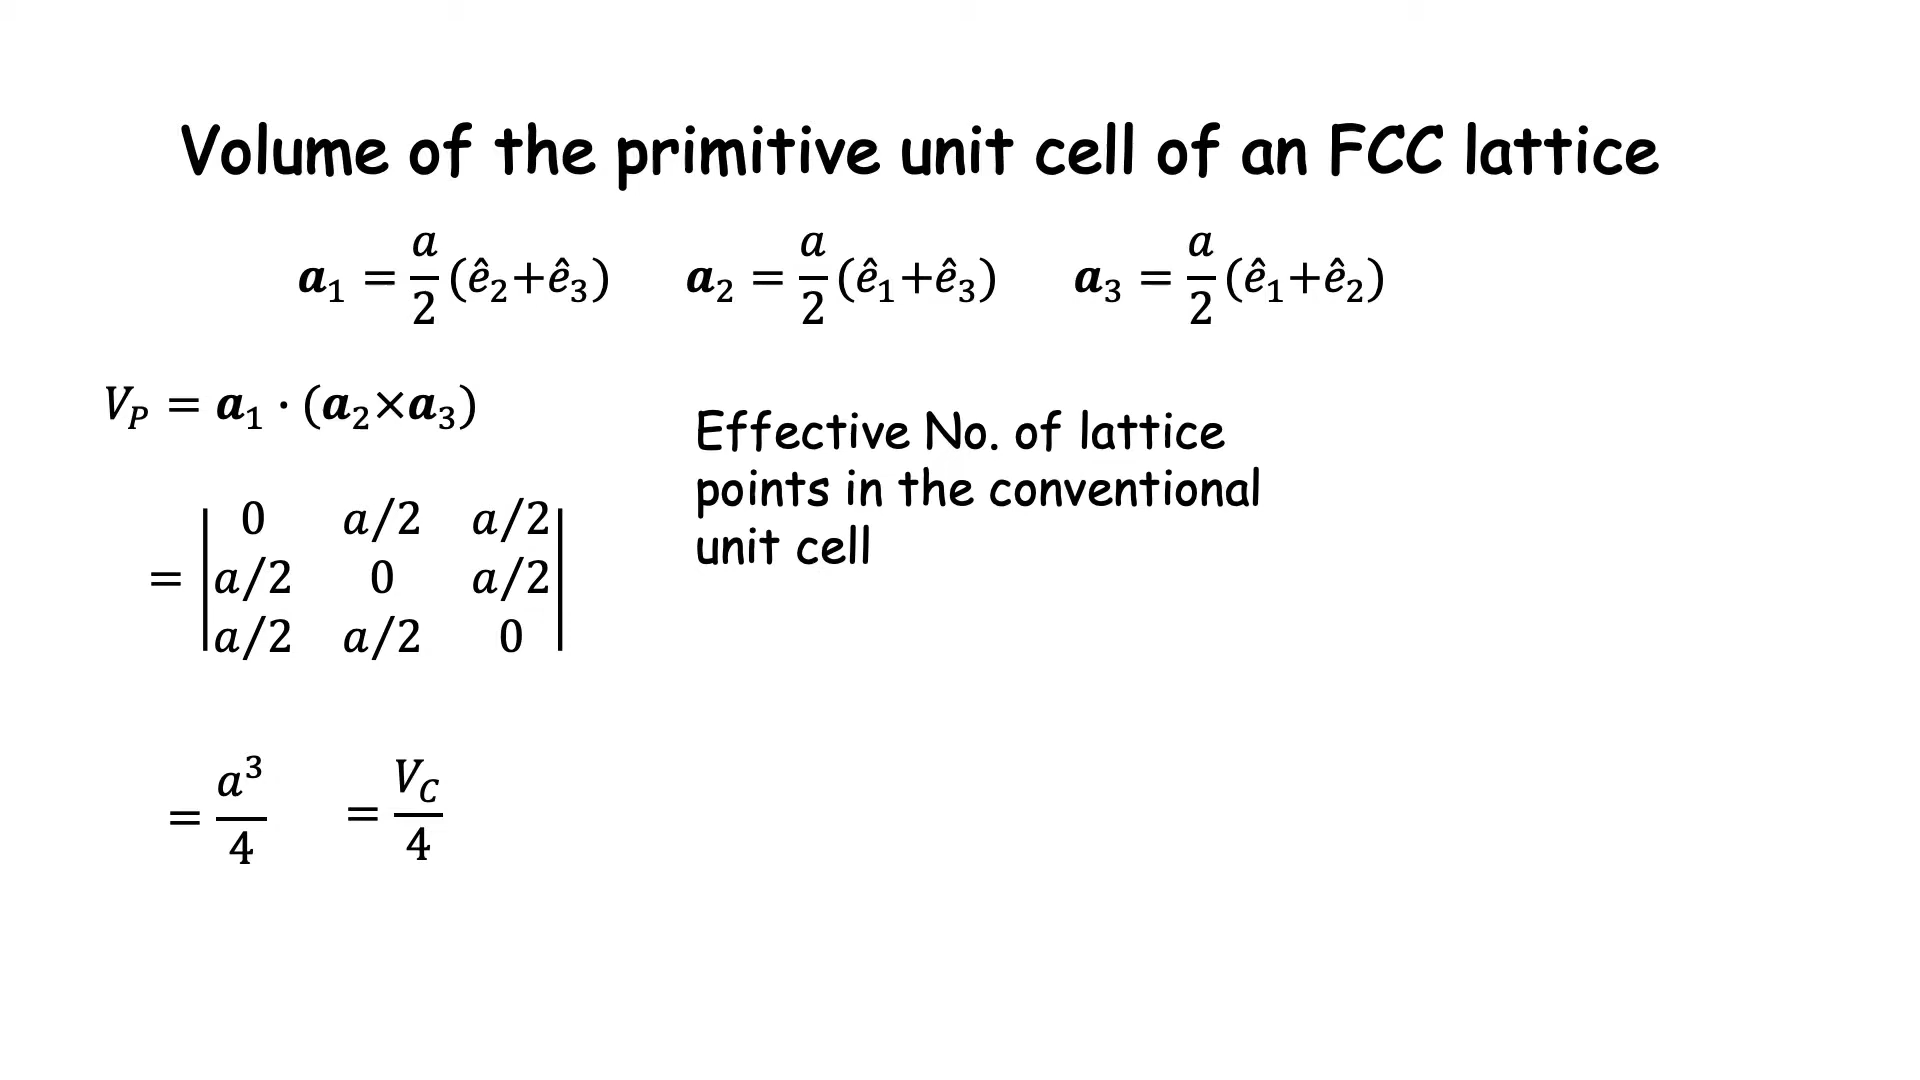 Volume of the primitive unit cell of an FCC lattice
𝒂₁ = a/2 (ê₂+ê₃)   𝒂₂ = a/2 (ê₁+ê₃)   𝒂₃ = a/2 (ê₁+ê₂)
V_P = 𝒂₁ · (𝒂₂×𝒂₃)
= | 0 a/2 a/2 |
| a/2 0 a/2 |
| a/2 a/2 0 |
= a³/4 = V_C/4
Effective No. of lattice
points in the conventional
unit cell